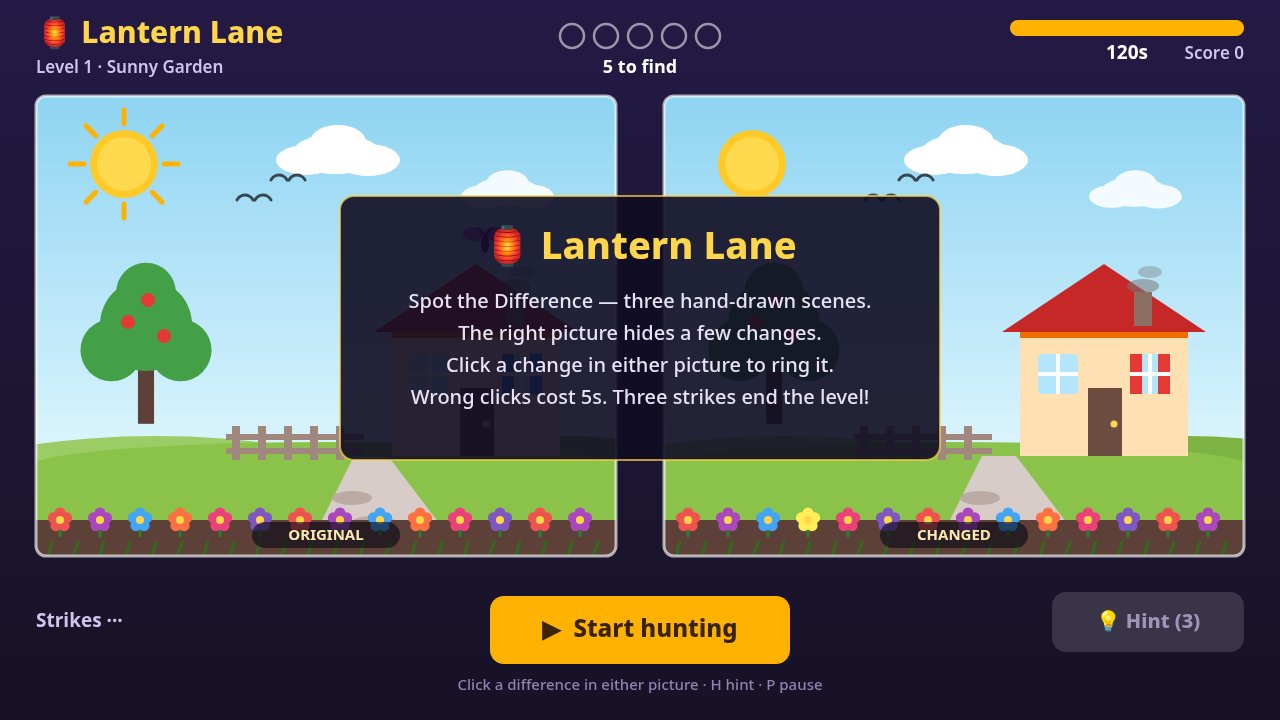 Lantern Lane
Level 1 · Sunny Garden
5 to find
120s
Score 0
Lantern Lane
Spot the Difference — three hand-drawn scenes.
The right picture hides a few changes.
Click a change in either picture to ring it.
Wrong clicks cost 5s. Three strikes end the level!
ORIGINAL
CHANGED
Strikes ···
▶ Start hunting
💡 Hint (3)
Click a difference in either picture · H hint · P pause